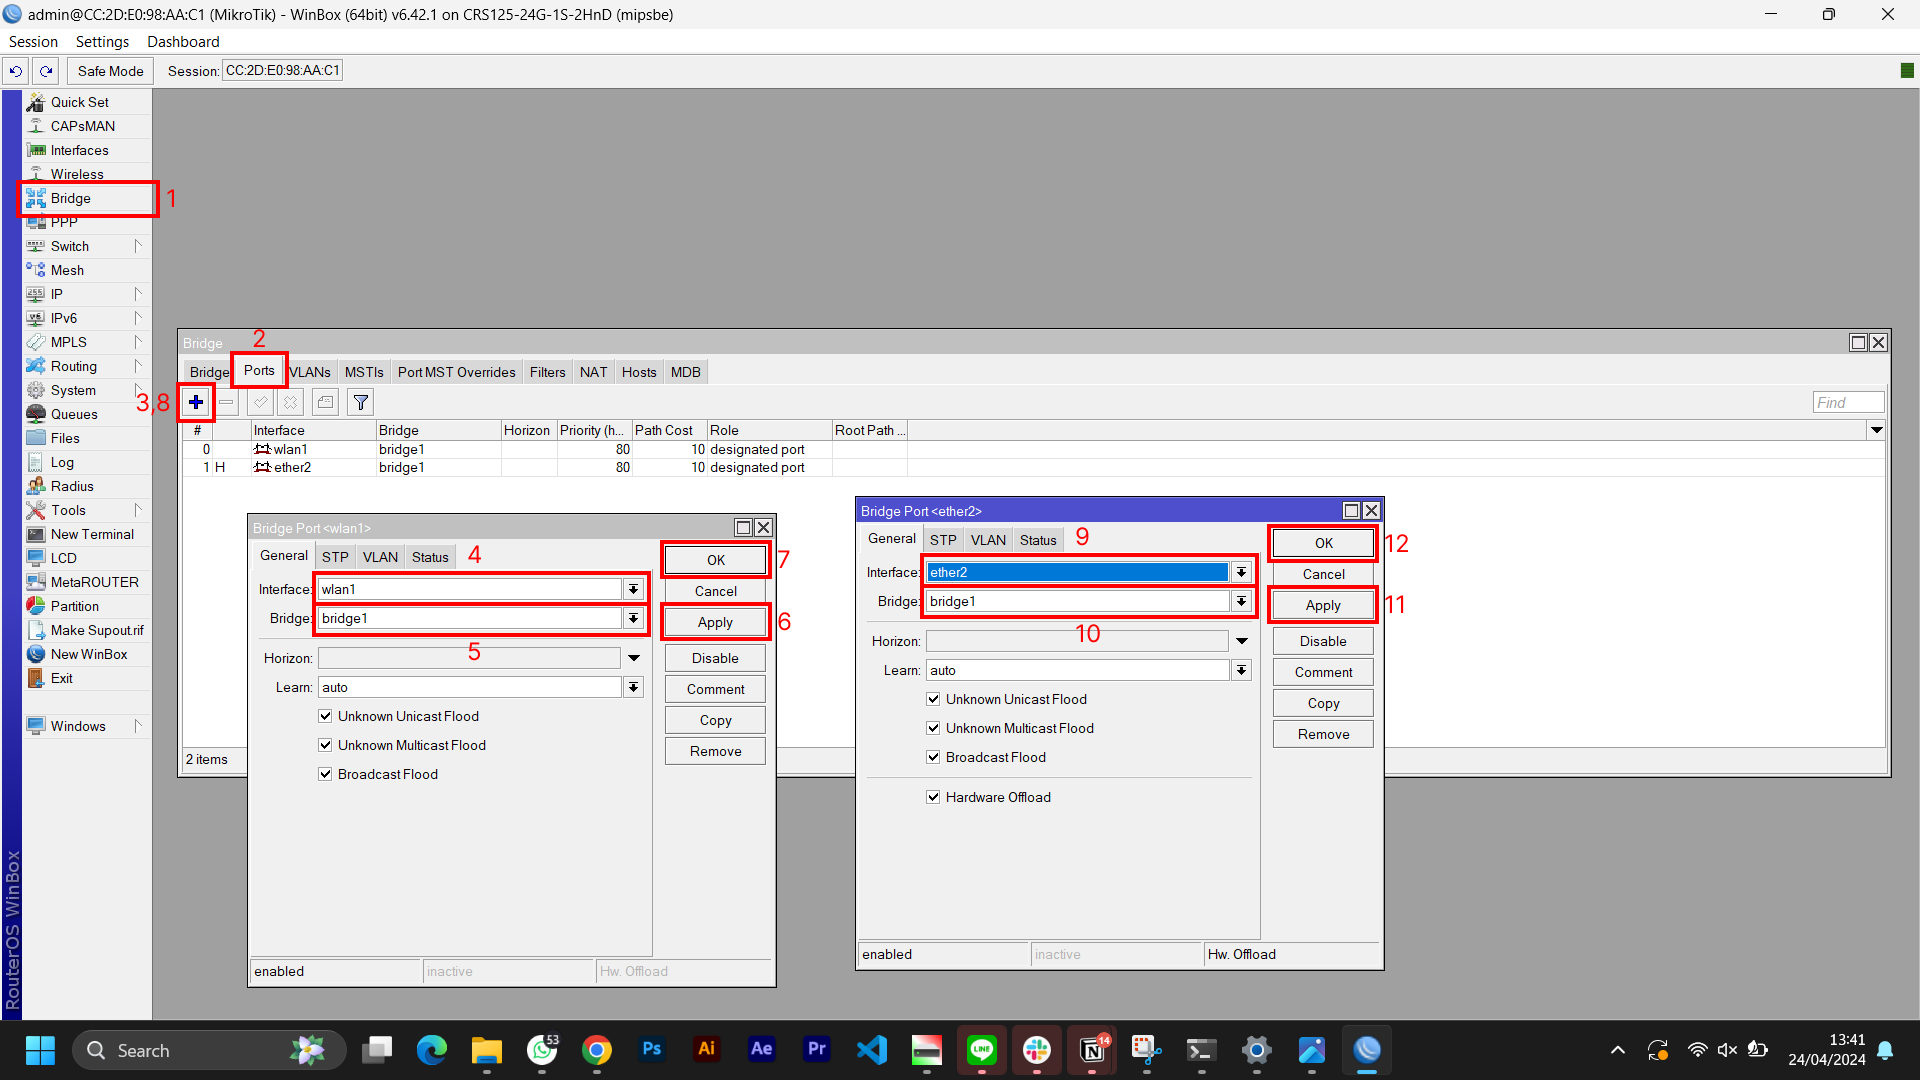 admin@CC:2D:E0:98:AA:C1 (MikroTik) - WinBox (64bit) v6.42.1 on CRS125-24G-1S-2HnD (mipsbe)
Session Settings Dashboard
Safe Mode Session: CC:2D:E0:98:AA:C1
Quick Set
CAPsMAN
Interfaces
Wireless
Bridge 1
PPP
Switch
Mesh
IP
IPv6
MPLS
Routing
System
Queues
Files
Log
Radius
Tools
New Terminal
LCD
MetaROUTER
Partition
Make Supout.rif
New WinBox
Exit
Windows
RouterOS WinBox
Bridge 2
Bridge Ports VLANs MSTIs Port MST Overrides Filters NAT Hosts MDB
3,8 Find
# Interface Bridge Horizon Priority (h... Path Cost Role Root Path ...
0 wlan1 bridge1 80 10 designated port
1 H ether2 bridge1 80 10 designated port
2 items
Bridge Port <wlan1>
General STP VLAN Status 4
Interface: wlan1
Bridge: bridge1
5
Horizon:
Learn: auto
Unknown Unicast Flood
Unknown Multicast Flood
Broadcast Flood
OK 7
Cancel
Apply 6
Disable
Comment
Copy
Remove
enabled inactive Hw. Offload
Bridge Port <ether2>
General STP VLAN Status 9
Interface: ether2
Bridge: bridge1
10
Horizon:
Learn: auto
Unknown Unicast Flood
Unknown Multicast Flood
Broadcast Flood
Hardware Offload
OK 12
Cancel
Apply 11
Disable
Comment
Copy
Remove
enabled inactive Hw. Offload
Search 53 Ps Ai Ae Pr LINE 14
13:41
24/04/2024